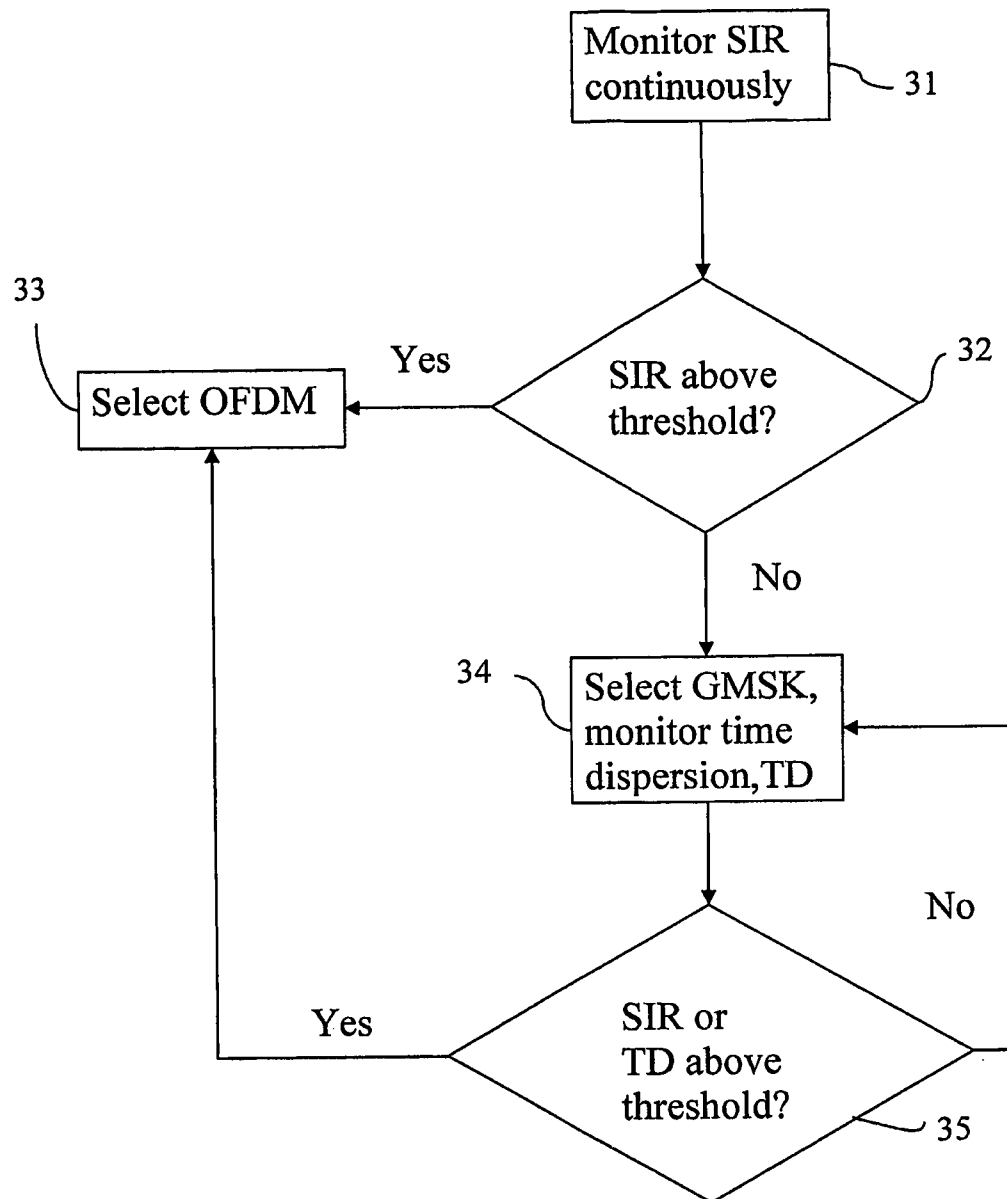 Monitor SIR
continuously
31
33
32
Yes
SIR above
threshold?
Select OFDM
No
34
Select GMSK,
monitor time
dispersion,TD
No
Yes
SIR or
TD above
threshold?
35